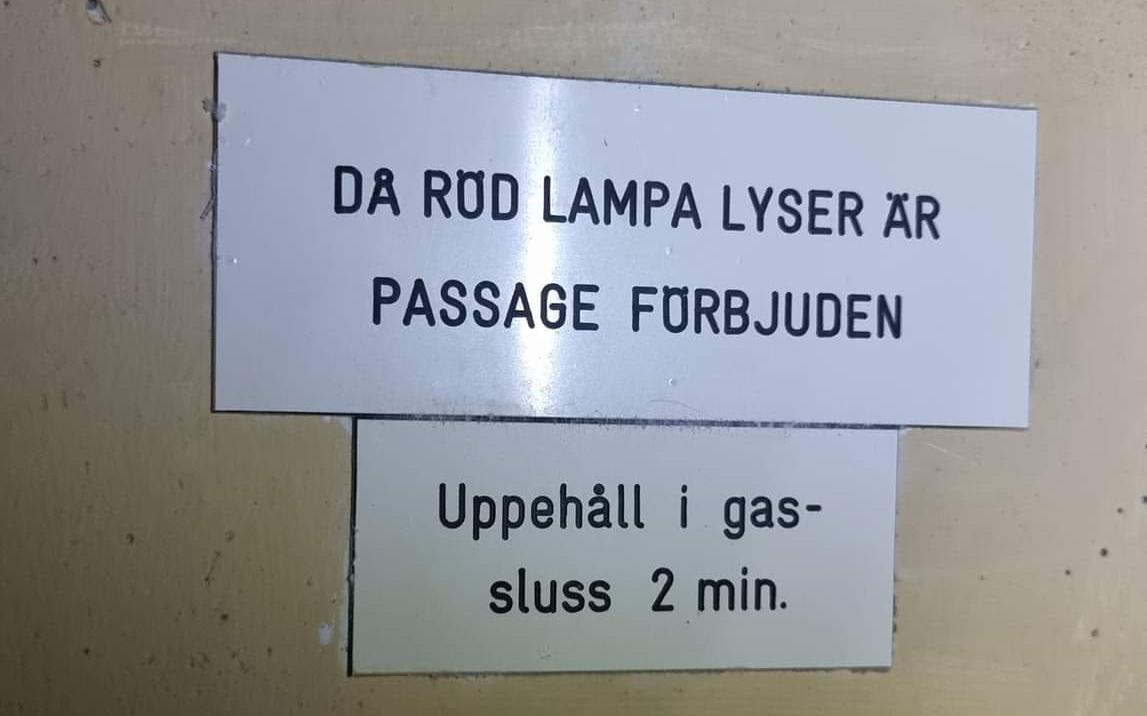 DÅ RÖD LAMPA LYSER ÄR
PASSAGE FÖRBJUDEN
Uppehåll i gas-
sluss 2 min.